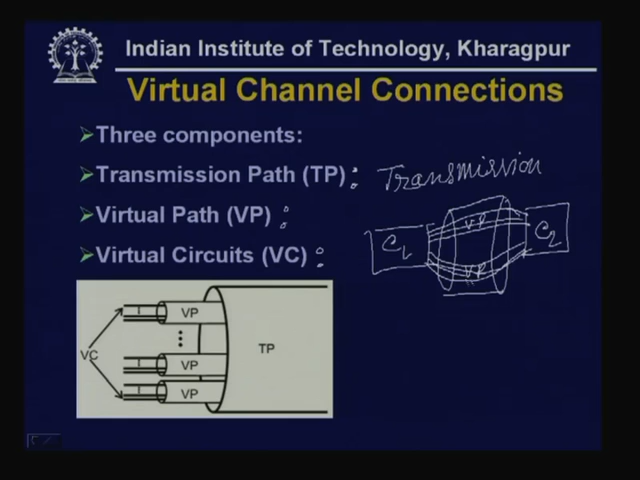 Indian Institute of Technology, Kharagpur
Virtual Channel Connections
Three components:
Transmission Path (TP) : Transmission
Virtual Path (VP) :
Virtual Circuits (VC) :
C1 VP VP C2
VC VP VP VP TP